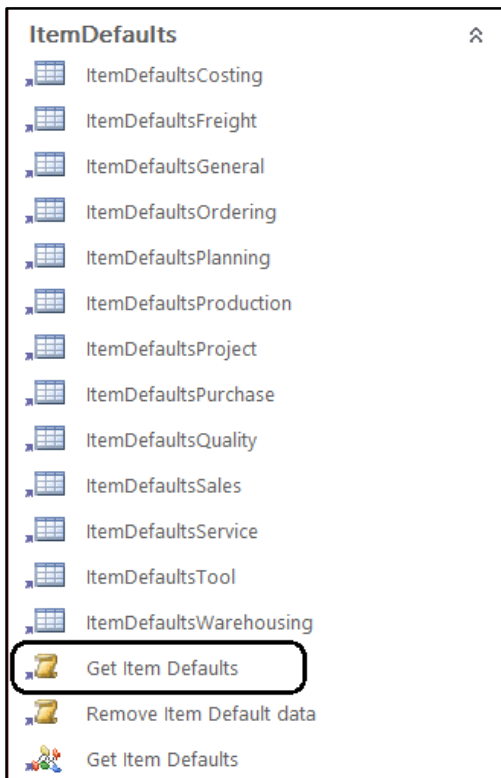 ItemDefaults
ItemDefaultsCosting
ItemDefaultsFreight
ItemDefaultsGeneral
ItemDefaultsOrdering
ItemDefaultsPlanning
ItemDefaultsProduction
ItemDefaultsProject
ItemDefaultsPurchase
ItemDefaultsQuality
ItemDefaultsSales
ItemDefaultsService
ItemDefaultsTool
ItemDefaultsWarehousing
Get Item Defaults
Remove Item Default data
Get Item Defaults